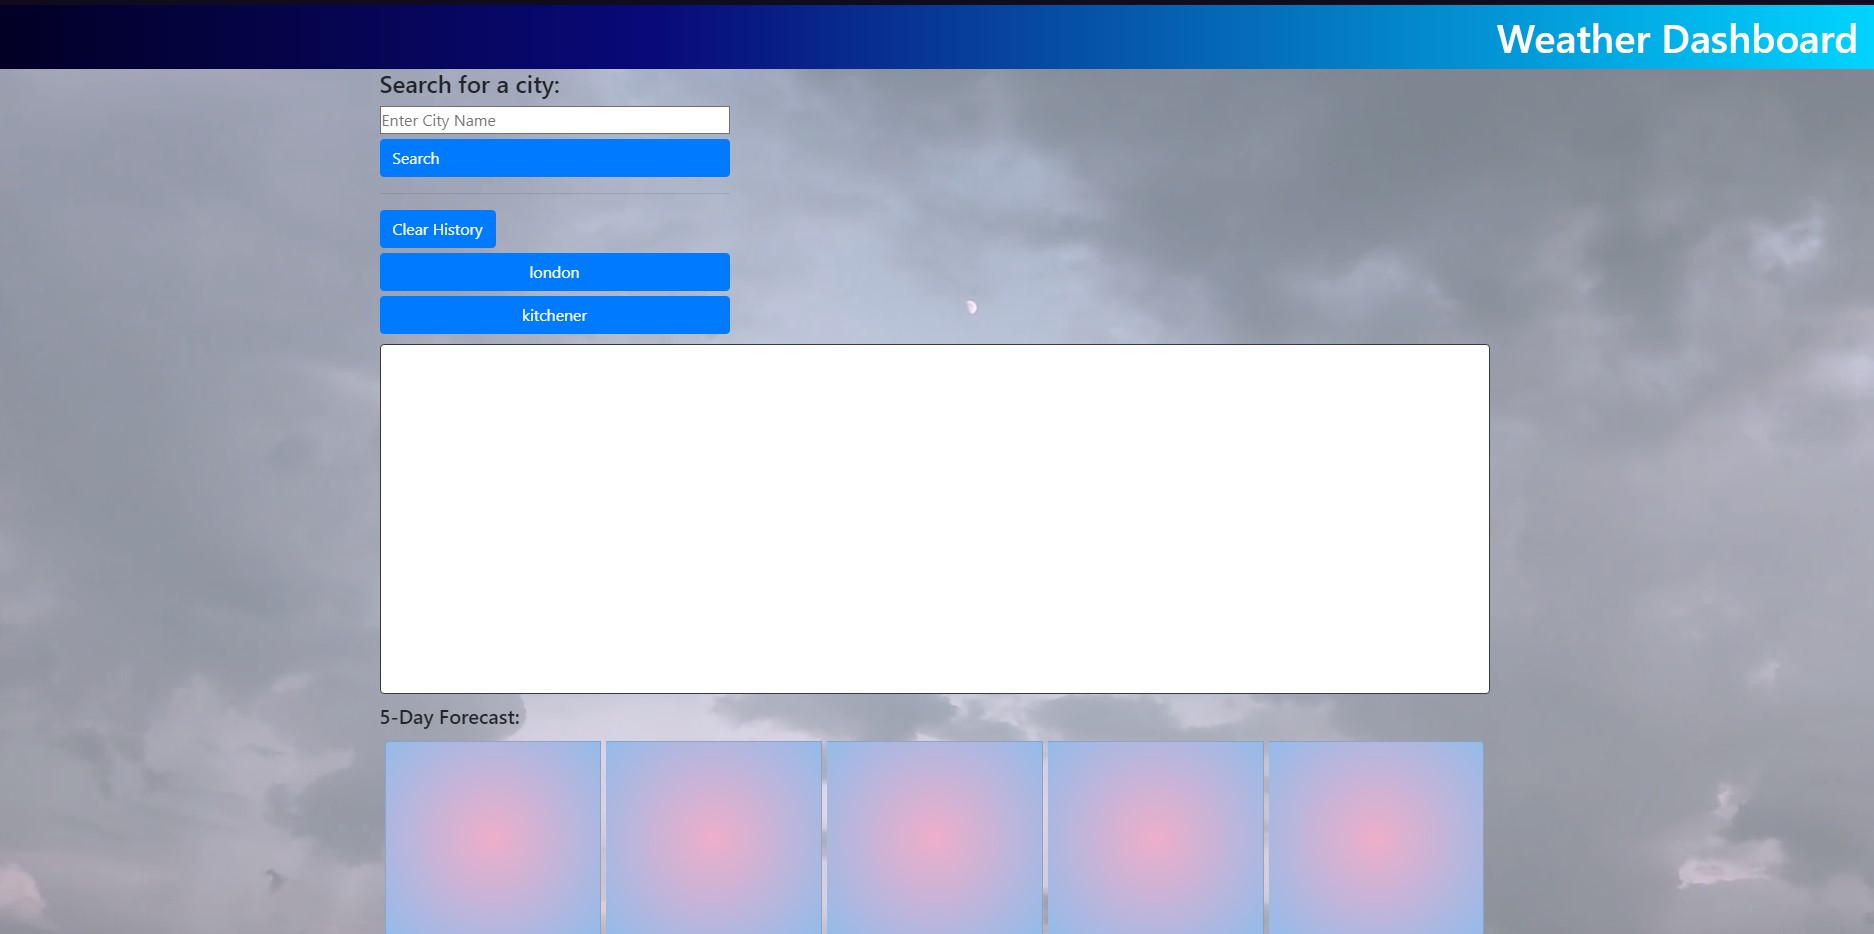 Weather Dashboard
Search for a city:
Enter City Name
Search
Clear History
london
kitchener
5-Day Forecast: